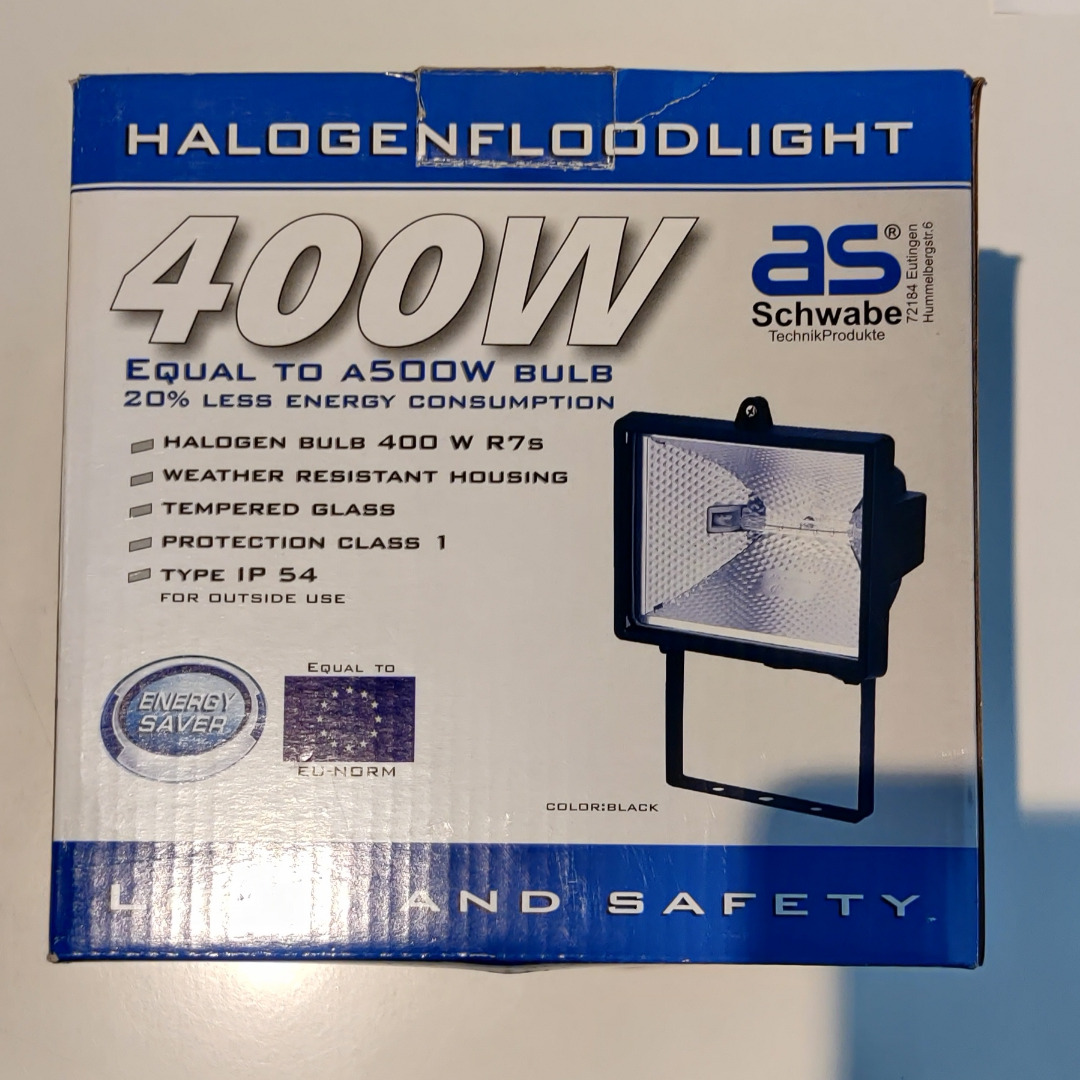 HALOGENFLOODLIGHT
400W
as®
Schwabe
TechnikProdukte
72184 Eutingen
Hummelbergstr.6
EQUAL TO A500W BULB
20% LESS ENERGY CONSUMPTION
HALOGEN BULB 400 W R7S
WEATHER RESISTANT HOUSING
TEMPERED GLASS
PROTECTION CLASS 1
TYPE IP 54
FOR OUTSIDE USE
ENERGY
SAVER
EQUAL TO
EU-NORM
COLOR:BLACK
AND SAFETY